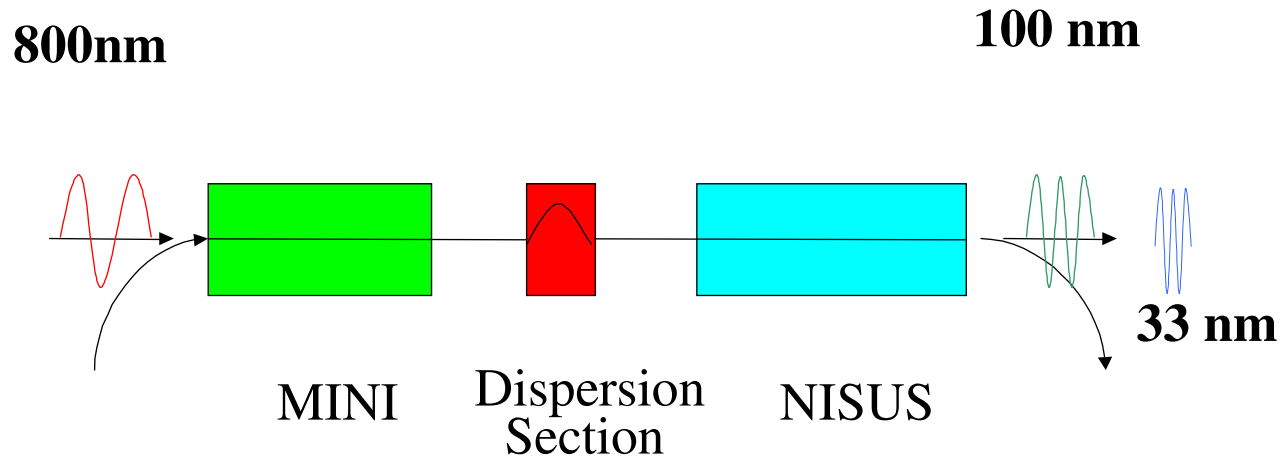 800nm
100 nm
33 nm
MINI
Dispersion
Section
NISUS